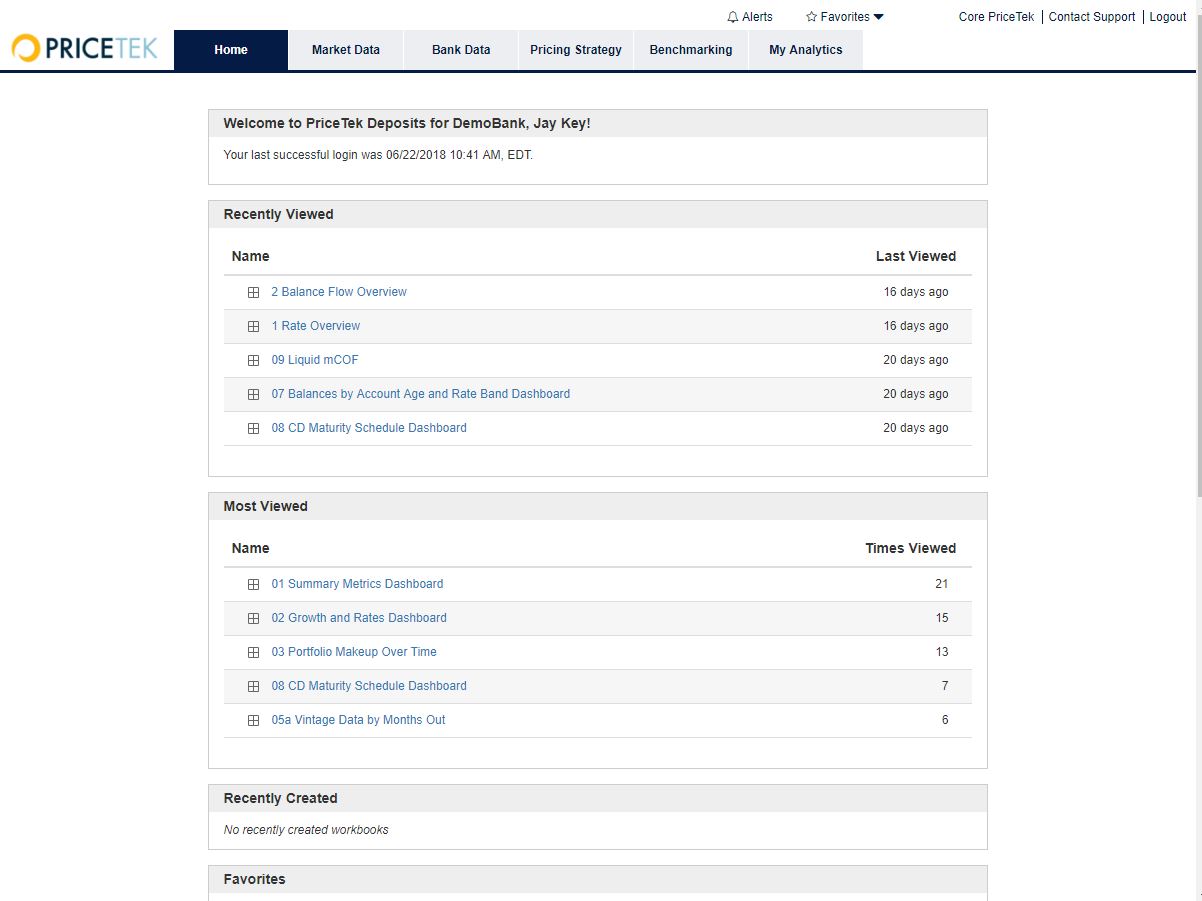 Alerts Favorites Core PriceTek | Contact Support | Logout
PRICETEK Home Market Data Bank Data Pricing Strategy Benchmarking My Analytics
Welcome to PriceTek Deposits for DemoBank, Jay Key!
Your last successful login was 06/22/2018 10:41 AM, EDT.
Recently Viewed
Name Last Viewed
2 Balance Flow Overview 16 days ago
1 Rate Overview 16 days ago
09 Liquid mCOF 20 days ago
07 Balances by Account Age and Rate Band Dashboard 20 days ago
08 CD Maturity Schedule Dashboard 20 days ago
Most Viewed
Name Times Viewed
01 Summary Metrics Dashboard 21
02 Growth and Rates Dashboard 15
03 Portfolio Makeup Over Time 13
08 CD Maturity Schedule Dashboard 7
05a Vintage Data by Months Out 6
Recently Created
No recently created workbooks
Favorites